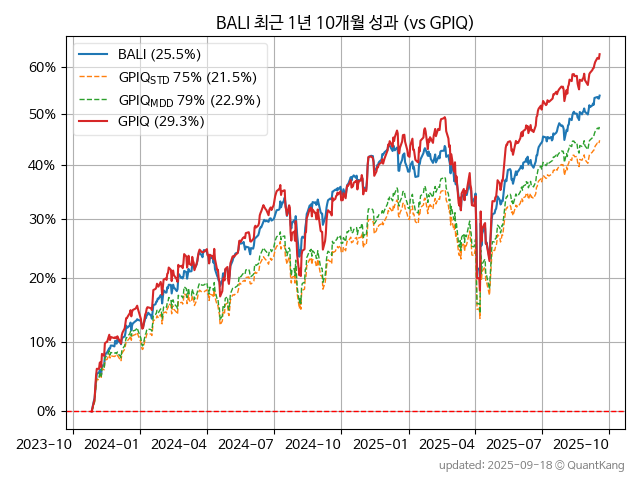 BALI 최근 1년 10개월 성과 (vs GPIQ)
BALI (25.5%)
GPIQSTD 75% (21.5%)
GPIQMDD 79% (22.9%)
GPIQ (29.3%)
60%
50%
40%
30%
20%
10%
0%
2023-10 2024-01 2024-04 2024-07 2024-10 2025-01 2025-04 2025-07 2025-10
updated: 2025-09-18 © QuantKang